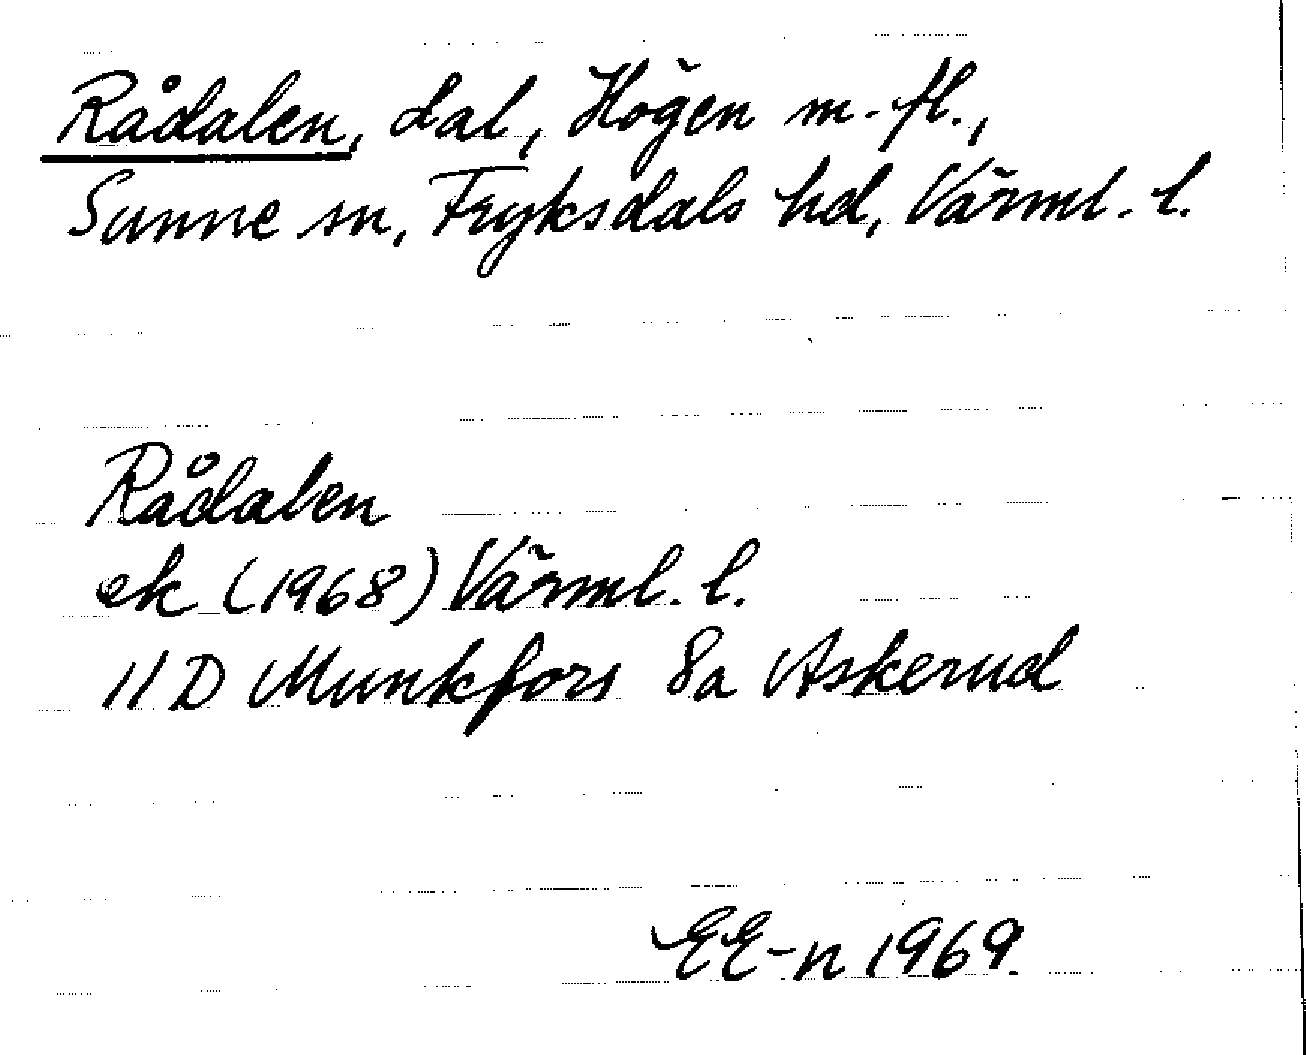 Rådalen, dal, Högen m. fl.,
Sunne sn, Fryksdals hd, Värml. l.
Rådalen
ek (1968) Värml. l.
11 D Munkfors 8a Askerud
EE-n 1969.